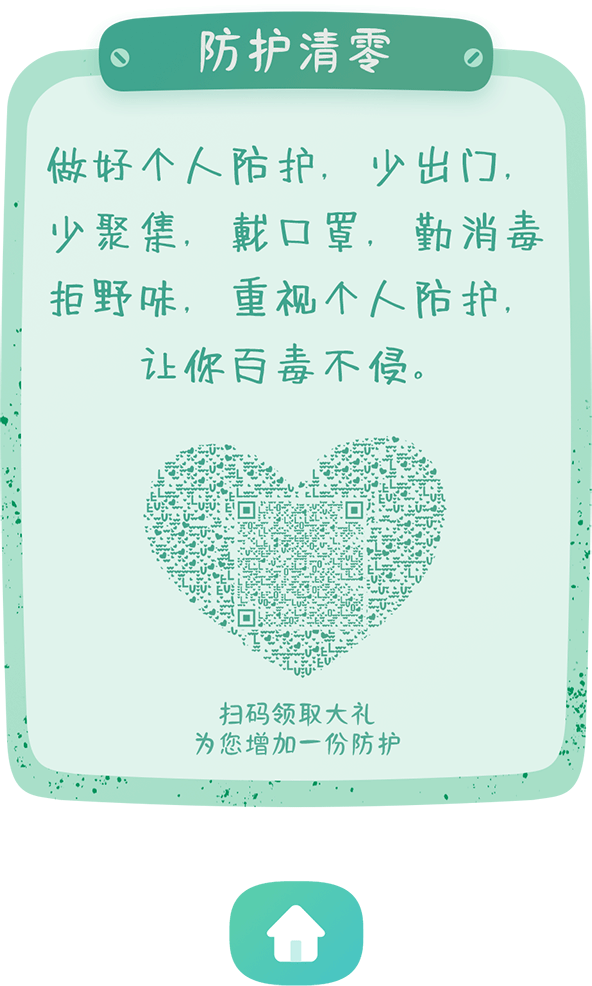 防护清零
做好个人防护，少出门，
少聚集，戴口罩，勤消毒
拒野味，重视个人防护，
让你百毒不侵。
扫码领取大礼
为您增加一份防护